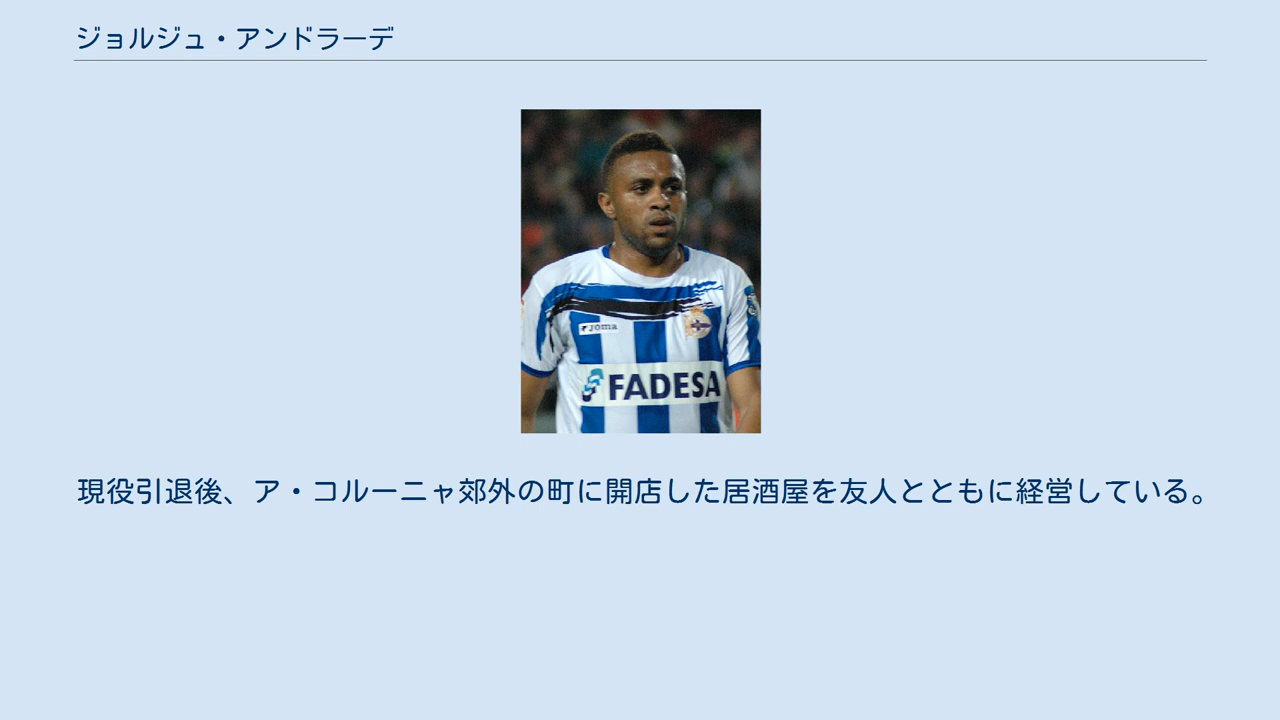 ジョルジュ・アンドラーデ
joma
FADESA
現役引退後、ア・コルーニャ郊外の町に開店した居酒屋を友人とともに経営している。